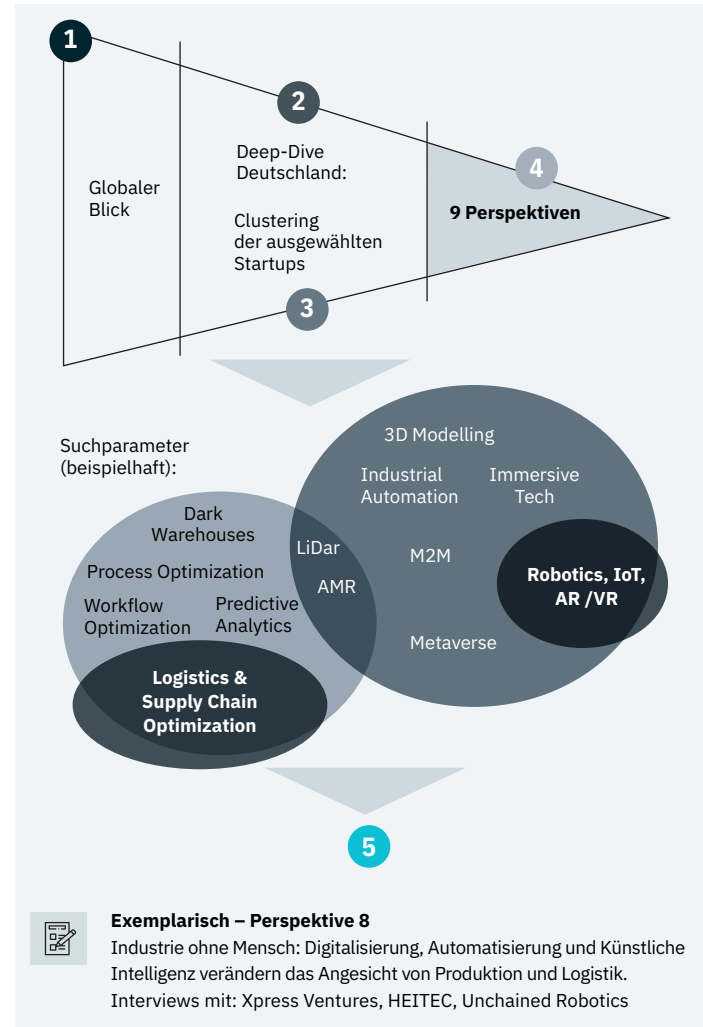 1
2
Deep-Dive
Deutschland:
4
Globaler
Blick
9 Perspektiven
Clustering
der ausgewählten
Startups
3
Suchparameter
(beispielhaft):
3D Modelling
Industrial
Automation
Immersive
Tech
Dark
Warehouses
LiDar
M2M
Process Optimization
AMR
Robotics, IoT,
AR /VR
Workflow
Optimization
Predictive
Analytics
Metaverse
Logistics &
Supply Chain
Optimization
5
Exemplarisch – Perspektive 8
Industrie ohne Mensch: Digitalisierung, Automatisierung und Künstliche
Intelligenz verändern das Angesicht von Produktion und Logistik.
Interviews mit: Xpress Ventures, HEITEC, Unchained Robotics